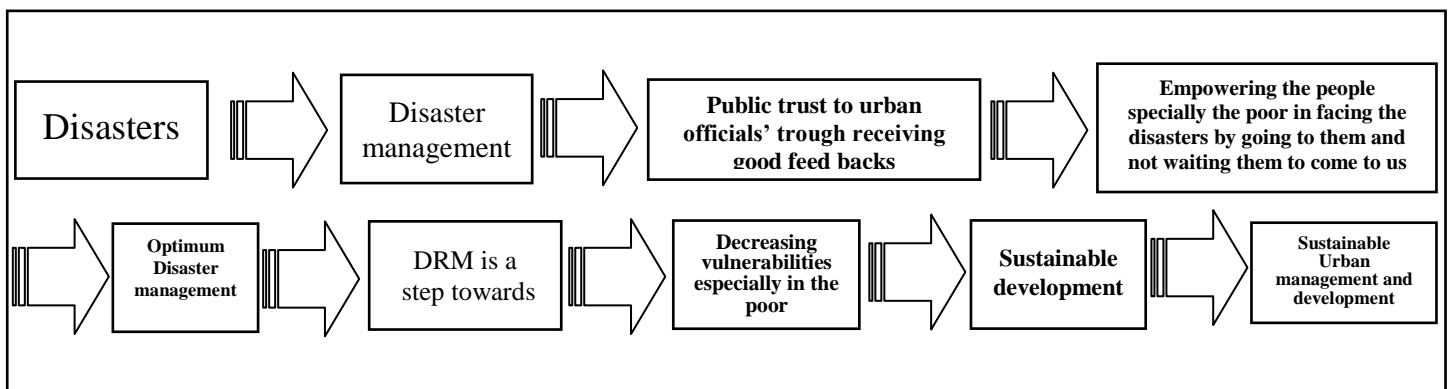 Disasters
Disaster
management
Public trust to urban
officials’ trough receiving
good feed backs
Empowering the people
specially the poor in facing the
disasters by going to them and
not waiting them to come to us
Optimum
Disaster
management
DRM is a
step towards
Decreasing
vulnerabilities
especially in the
poor
Sustainable
development
Sustainable
Urban
management and
development